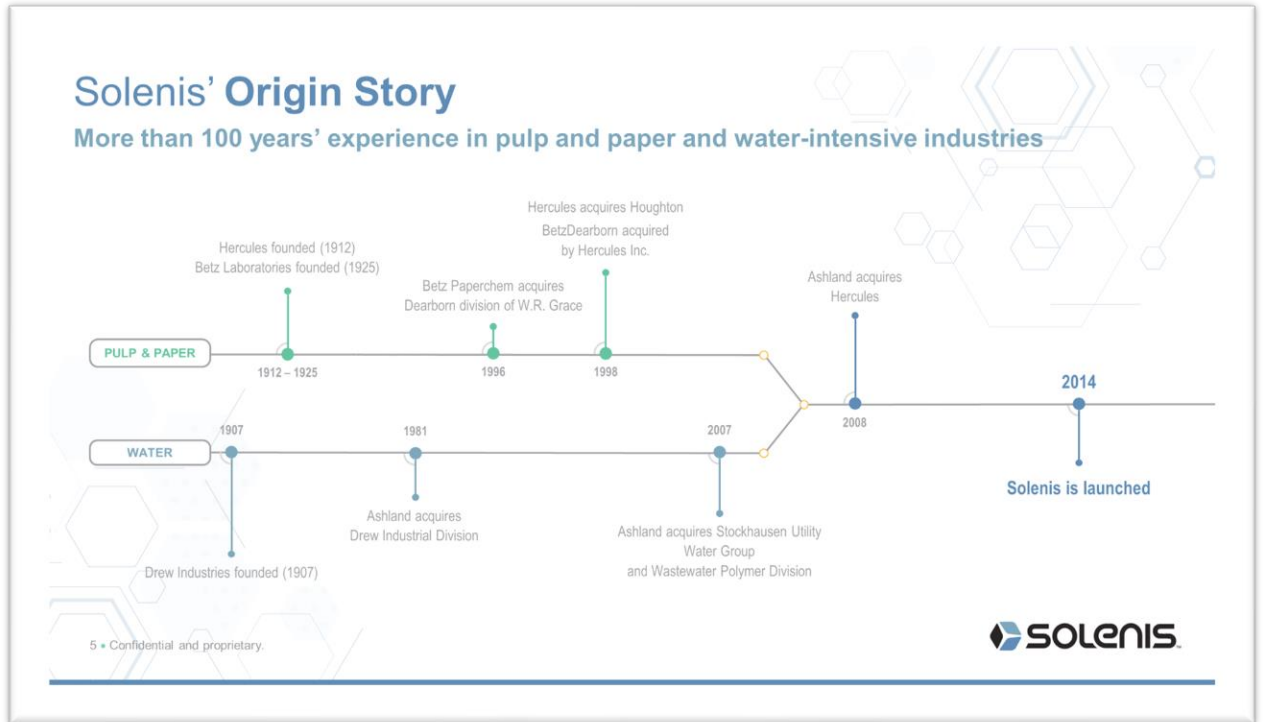 Solenis' Origin Story
More than 100 years' experience in pulp and paper and water-intensive industries
Hercules acquires Houghton
BetzDearborn acquired
by Hercules Inc.
Hercules founded (1912)
Betz Laboratories founded (1925)
Betz Paperchem acquires
Dearborn division of W.R. Grace
Ashland acquires
Hercules
PULP & PAPER
1912 – 1925
1996
1998
2014
2008
1907
1981
2007
WATER
Solenis is launched
Ashland acquires
Drew Industrial Division
Ashland acquires Stockhausen Utility
Water Group
and Wastewater Polymer Division
Drew Industries founded (1907)
5 • Confidential and proprietary.
SOLENIS™